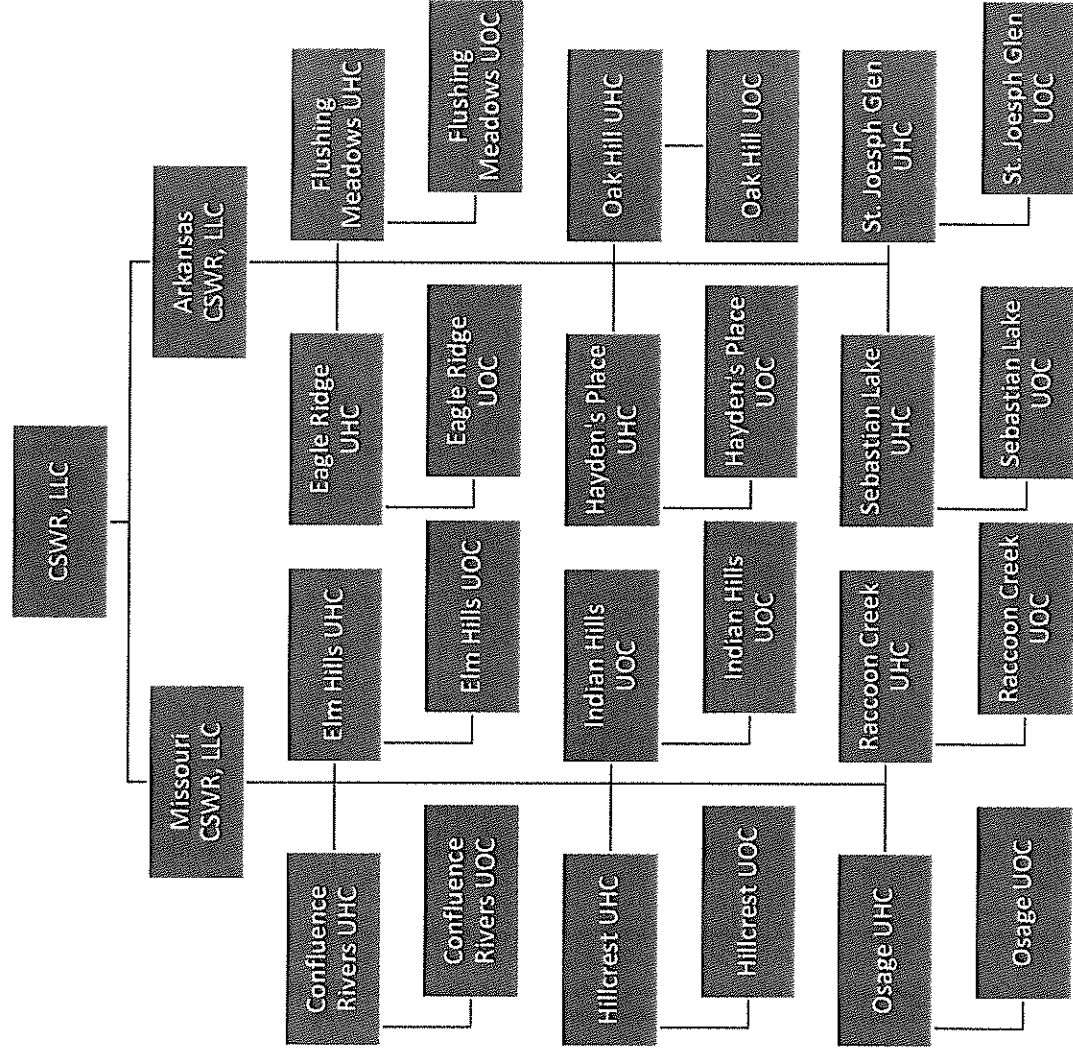 CSWR, LLC
Missouri
CSWR, LLC
Arkansas
CSWR, LLC
Confluence
Rivers UHC
Elm Hills UHC
Eagle Ridge
UHC
Flushing
Meadows UHC
Confluence
Rivers UOC
Elm Hills UOC
Eagle Ridge
UOC
Flushing
Meadows UOC
Hillcrest UHC
Indian Hills
UOC
Hayden's Place
UHC
Oak Hill UHC
Hillcrest UOC
Indian Hills
UOC
Hayden's Place
UOC
Oak Hill UOC
Osage UHC
Raccoon Creek
UHC
Sebastian Lake
UHC
St. Joesph Glen
UHC
Osage UOC
Raccoon Creek
UOC
Sebastian Lake
UOC
St. Joesph Glen
UOC